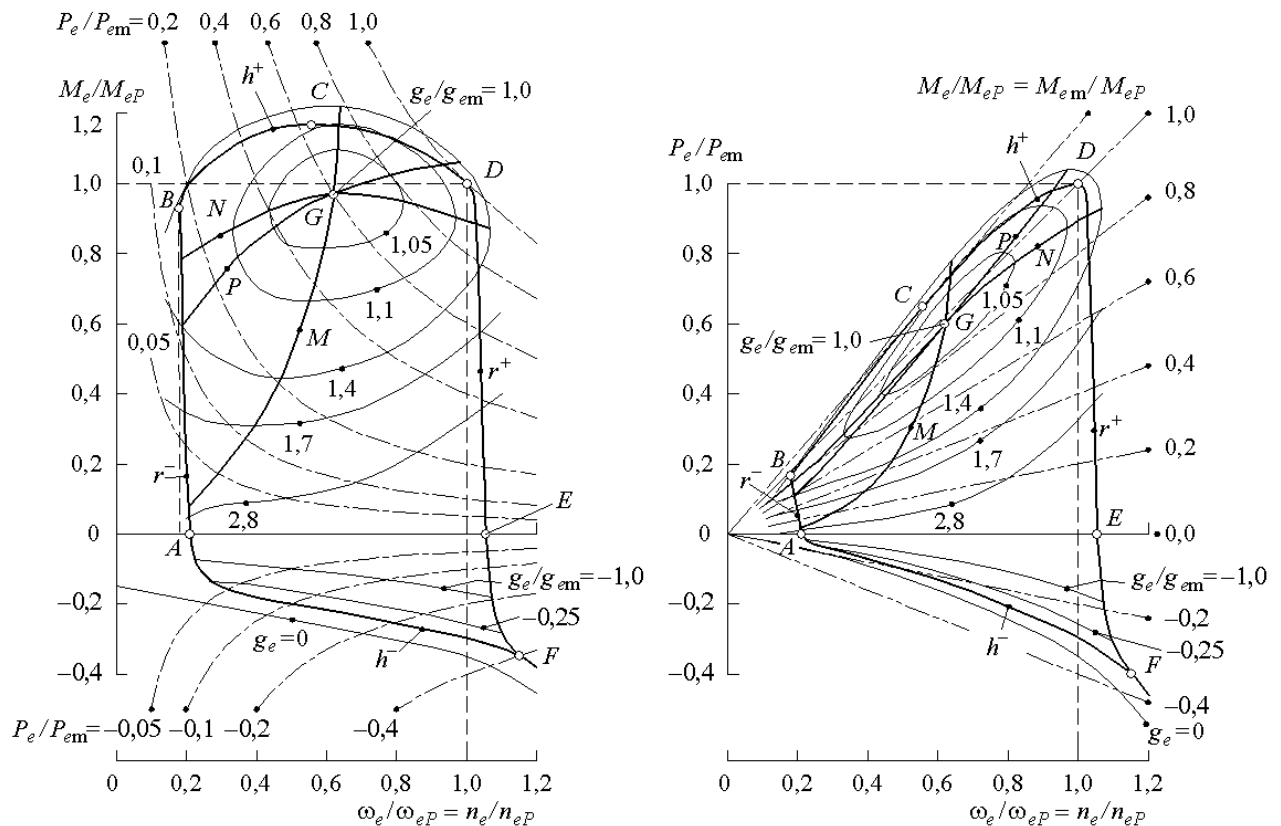 P_e/P_em = 0,2 0,4 0,6 0,8 1,0
M_e/M_eP
h⁺
C
g_e/g_em = 1,0
1,2
0,1
D
1,0
B
N
G
0,8
1,05
P
1,1
0,6
M
0,05
r⁺
0,4
1,4
1,7
0,2
r⁻
2,8
E
0
A
g_e/g_em = –1,0
–0,2
–0,25
g_e=0
h⁻
F
–0,4
P_e/P_em = –0,05 –0,1 –0,2 –0,4
0 0,2 0,4 0,6 0,8 1,0 1,2
ω_e/ω_eP = n_e/n_eP
M_e/M_eP = M_em/M_eP
1,0
P_e/P_em
h⁺
D
1,0
0,8
P
N
0,8
C
1,05
0,6
0,6
G
g_e/g_em = 1,0
1,1
0,4
0,4
1,4
M
r⁺
B
1,7
0,2
0,2
r⁻
2,8
E
0
A
0,0
g_e/g_em = –1,0
–0,2
–0,2
–0,25
h⁻
F
–0,4
–0,4
g_e=0
0 0,2 0,4 0,6 0,8 1,0 1,2
ω_e/ω_eP = n_e/n_eP